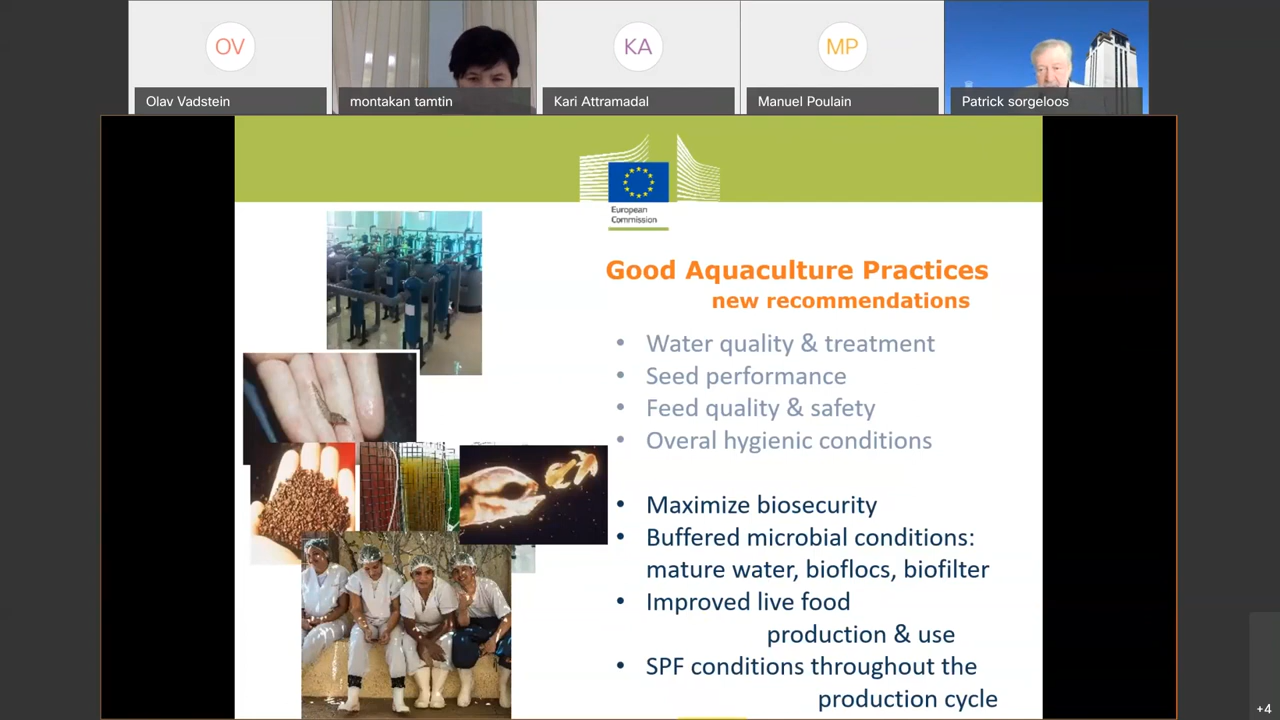 OV
KA
MP
Olav Vadstein
montakan tamtin
Kari Attramadal
Manuel Poulain
Patrick sorgeloos
European
Commission
Good Aquaculture Practices
new recommendations
• Water quality & treatment
• Seed performance
• Feed quality & safety
• Overal hygienic conditions
• Maximize biosecurity
• Buffered microbial conditions:
mature water, bioflocs, biofilter
• Improved live food
production & use
• SPF conditions throughout the
production cycle
+4